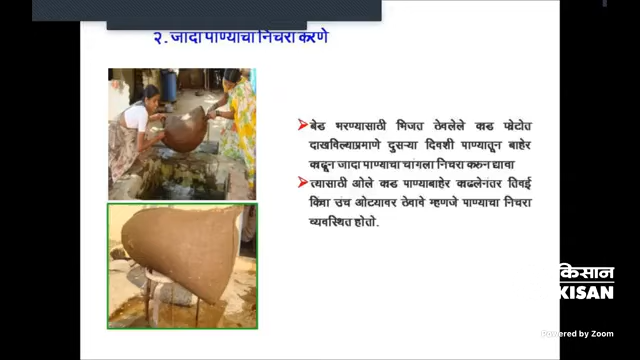 २. जादा पाण्याचा निचरा करणे
बेड भरण्यासाठी भिजत ठेवलेले काड फोटोत
दाखविल्याप्रमाणे दुसऱ्या दिवशी पाण्यातून बाहेर
काढून जादा पाण्याचा चांगला निचरा करुन घ्यावा
त्यासाठी ओले काड पाण्याबाहेर काढलेनंतर तिवई
किंवा उंच ओटयावर ठेवावे म्हणजे पाण्याचा निचरा
व्यवस्थित होतो.
किसान
KISAN
Powered by Zoom